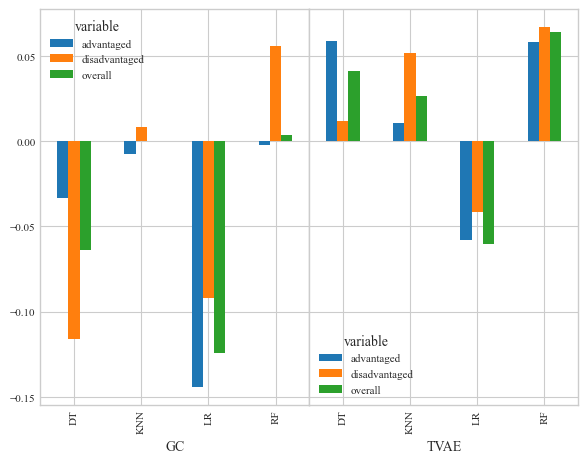 variable
advantaged
disadvantaged
overall
0.05
0.00
−0.05
−0.10
−0.15
variable
advantaged
disadvantaged
overall
DT
KNN
LR
RF
DT
KNN
LR
RF
GC
TVAE